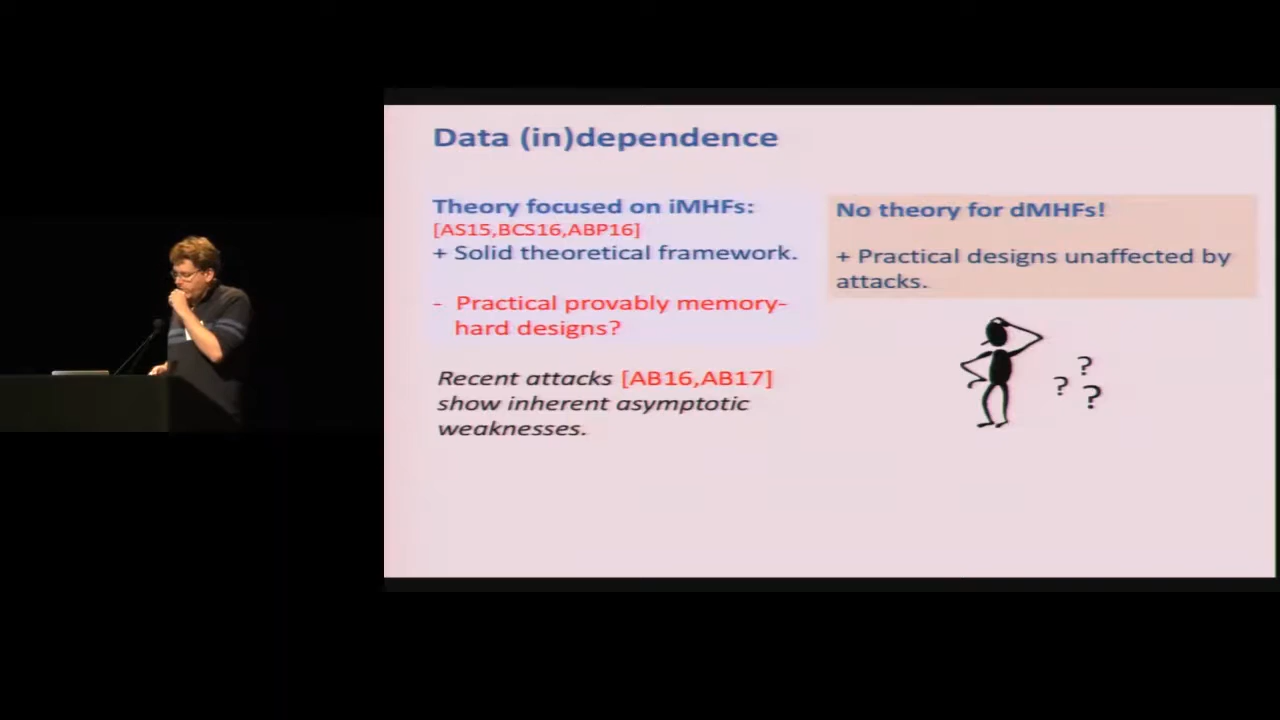 Data (in)dependence
Theory focused on iMHFs:
[AS15,BCS16,ABP16]
+ Solid theoretical framework.
- Practical provably memory-
hard designs?
Recent attacks [AB16,AB17]
show inherent asymptotic
weaknesses.
No theory for dMHFs!
+ Practical designs unaffected by
attacks.
?
? ?